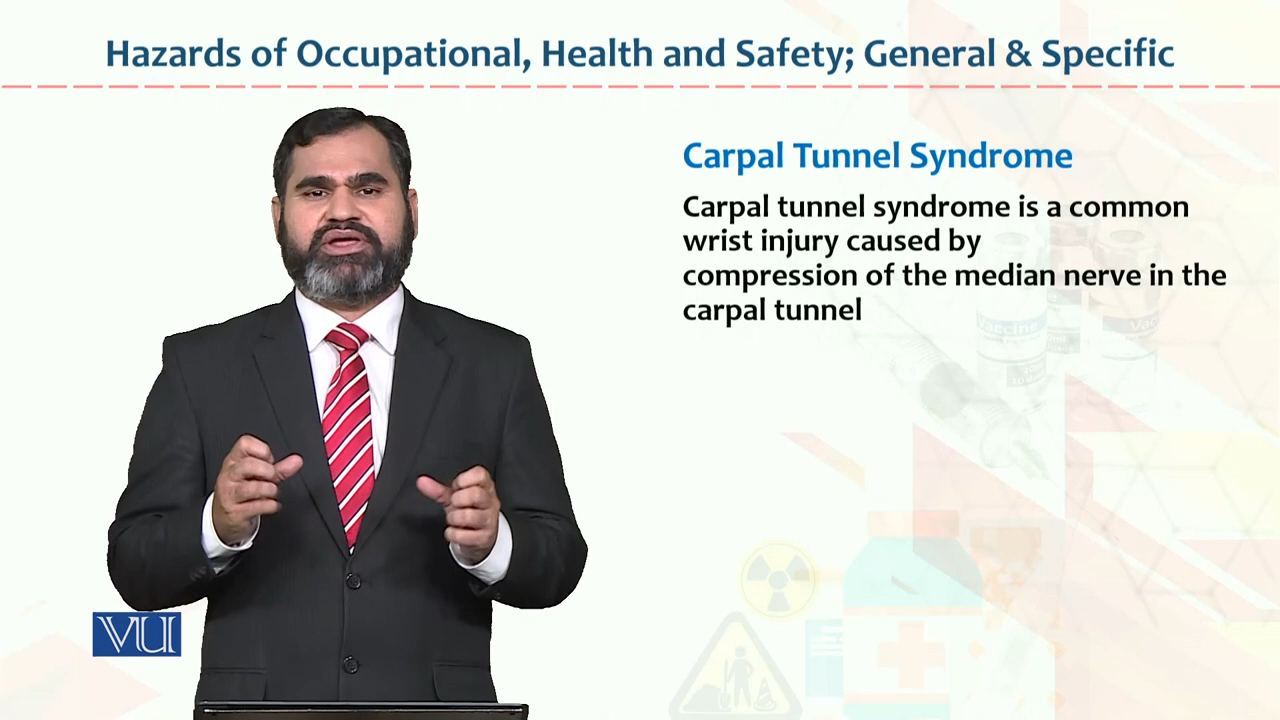 Hazards of Occupational, Health and Safety; General & Specific
Carpal Tunnel Syndrome
Carpal tunnel syndrome is a common
wrist injury caused by
compression of the median nerve in the
carpal tunnel
Vaccine
VU